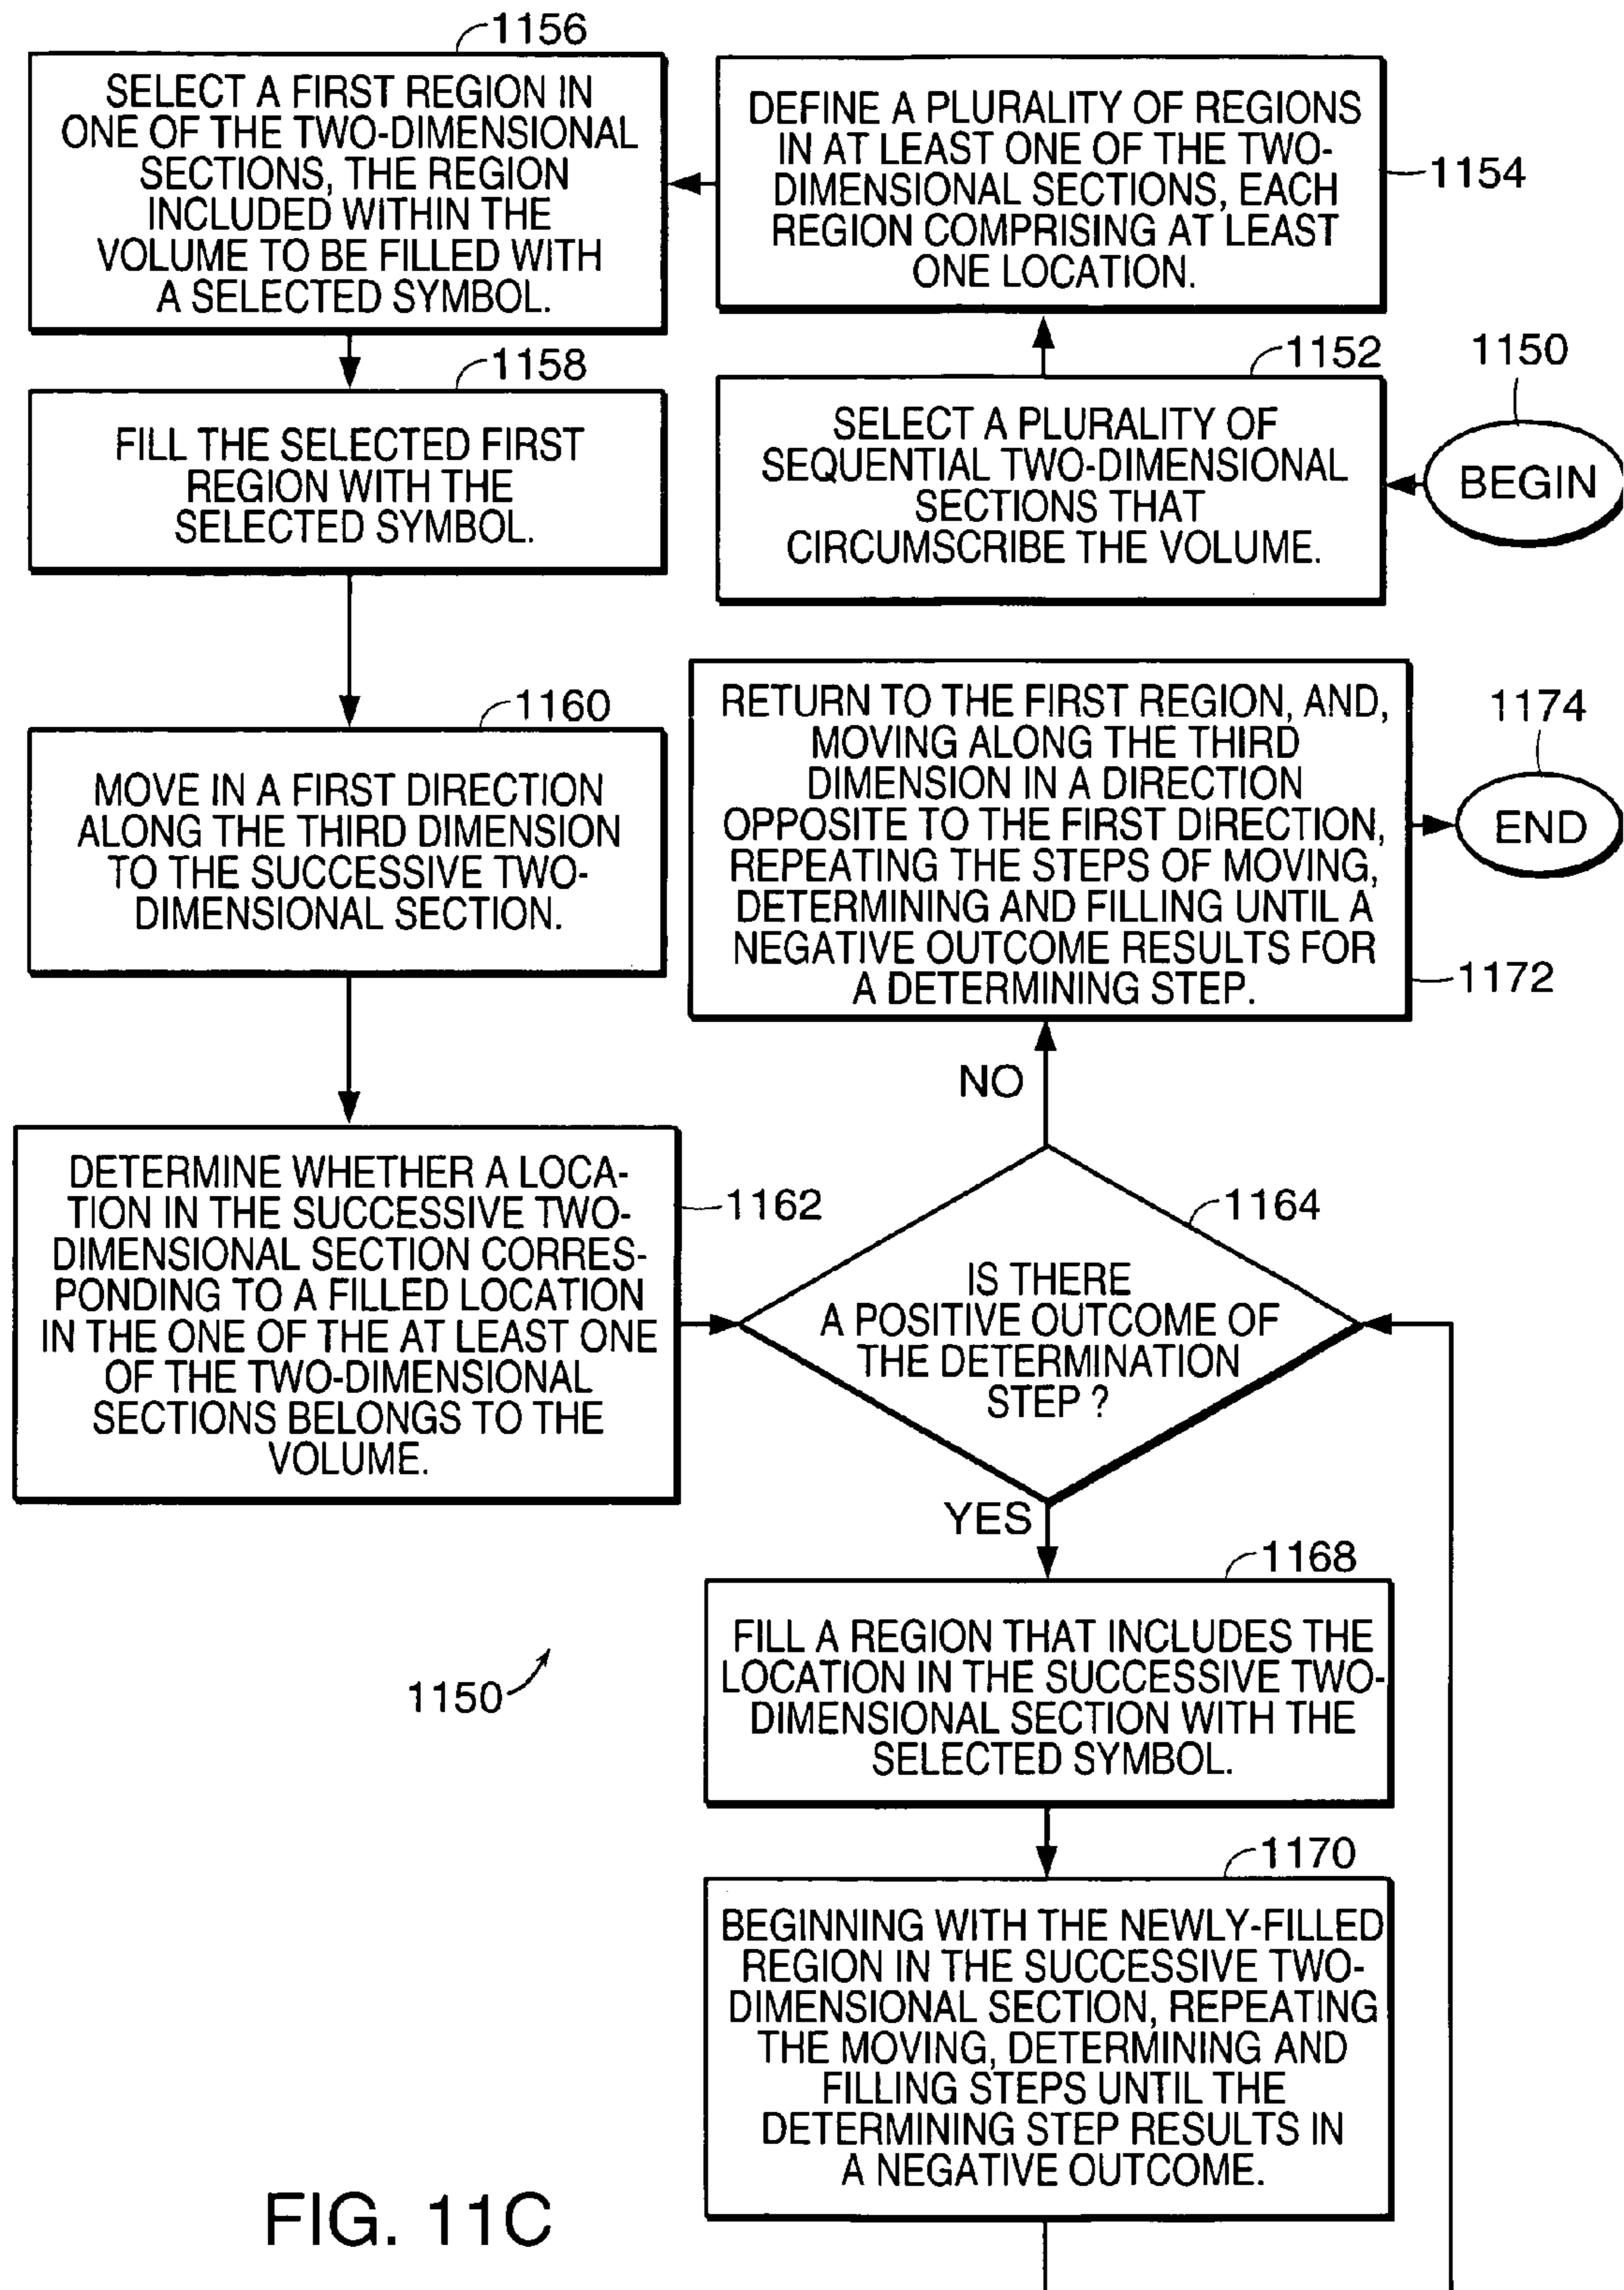 1150
BEGIN
1152
SELECT A PLURALITY OF
SEQUENTIAL TWO-DIMENSIONAL
SECTIONS THAT
CIRCUMSCRIBE THE VOLUME.
1154
DEFINE A PLURALITY OF REGIONS
IN AT LEAST ONE OF THE TWO-
DIMENSIONAL SECTIONS, EACH
REGION COMPRISING AT LEAST
ONE LOCATION.
1156
SELECT A FIRST REGION IN
ONE OF THE TWO-DIMENSIONAL
SECTIONS, THE REGION
INCLUDED WITHIN THE
VOLUME TO BE FILLED WITH
A SELECTED SYMBOL.
1158
FILL THE SELECTED FIRST
REGION WITH THE
SELECTED SYMBOL.
1160
MOVE IN A FIRST DIRECTION
ALONG THE THIRD DIMENSION
TO THE SUCCESSIVE TWO-
DIMENSIONAL SECTION.
1162
DETERMINE WHETHER A LOCA-
TION IN THE SUCCESSIVE TWO-
DIMENSIONAL SECTION CORRES-
PONDING TO A FILLED LOCATION
IN THE ONE OF THE AT LEAST ONE
OF THE TWO-DIMENSIONAL
SECTIONS BELONGS TO THE
VOLUME.
1164
IS THERE
A POSITIVE OUTCOME OF
THE DETERMINATION
STEP ?
NO
RETURN TO THE FIRST REGION, AND,
MOVING ALONG THE THIRD
DIMENSION IN A DIRECTION
OPPOSITE TO THE FIRST DIRECTION,
REPEATING THE STEPS OF MOVING,
DETERMINING AND FILLING UNTIL A
NEGATIVE OUTCOME RESULTS FOR
A DETERMINING STEP.
1172
1174
END
YES
1168
FILL A REGION THAT INCLUDES THE
LOCATION IN THE SUCCESSIVE TWO-
DIMENSIONAL SECTION WITH THE
SELECTED SYMBOL.
1170
BEGINNING WITH THE NEWLY-FILLED
REGION IN THE SUCCESSIVE TWO-
DIMENSIONAL SECTION, REPEATING
THE MOVING, DETERMINING AND
FILLING STEPS UNTIL THE
DETERMINING STEP RESULTS IN
A NEGATIVE OUTCOME.
1150
FIG. 11C